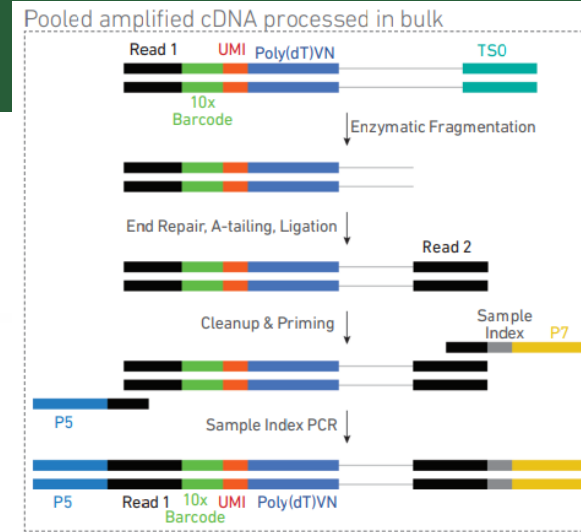 Pooled amplified cDNA processed in bulk
Read 1 UMI Poly(dT)VN TSO
10x
Barcode
Enzymatic Fragmentation
End Repair, A-tailing, Ligation
Read 2
Cleanup & Priming
Sample
Index P7
P5
Sample Index PCR
P5 Read 1 10x UMI Poly(dT)VN
Barcode